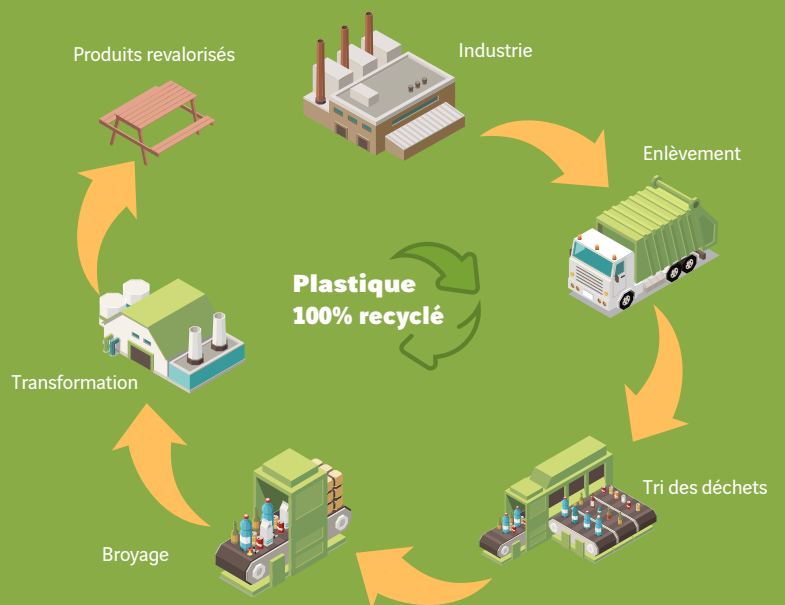 Produits revalorisés
Industrie
Enlèvement
Plastique
100% recyclé
Transformation
Tri des déchets
Broyage